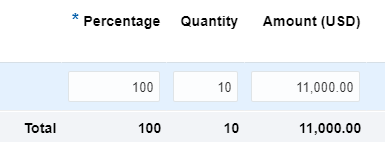 * Percentage Quantity Amount (USD)
100 10 11,000.00
Total 100 10 11,000.00